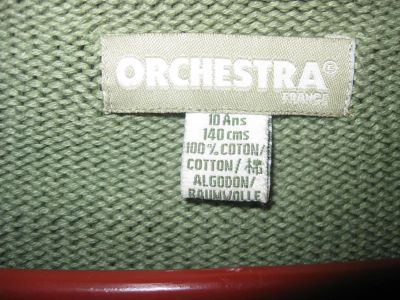 ORCHESTRA®
FRANCE
10 Ans
140 cms
100% COTON/
COTTON/棉
ALGODON/
BAUMWOLLE